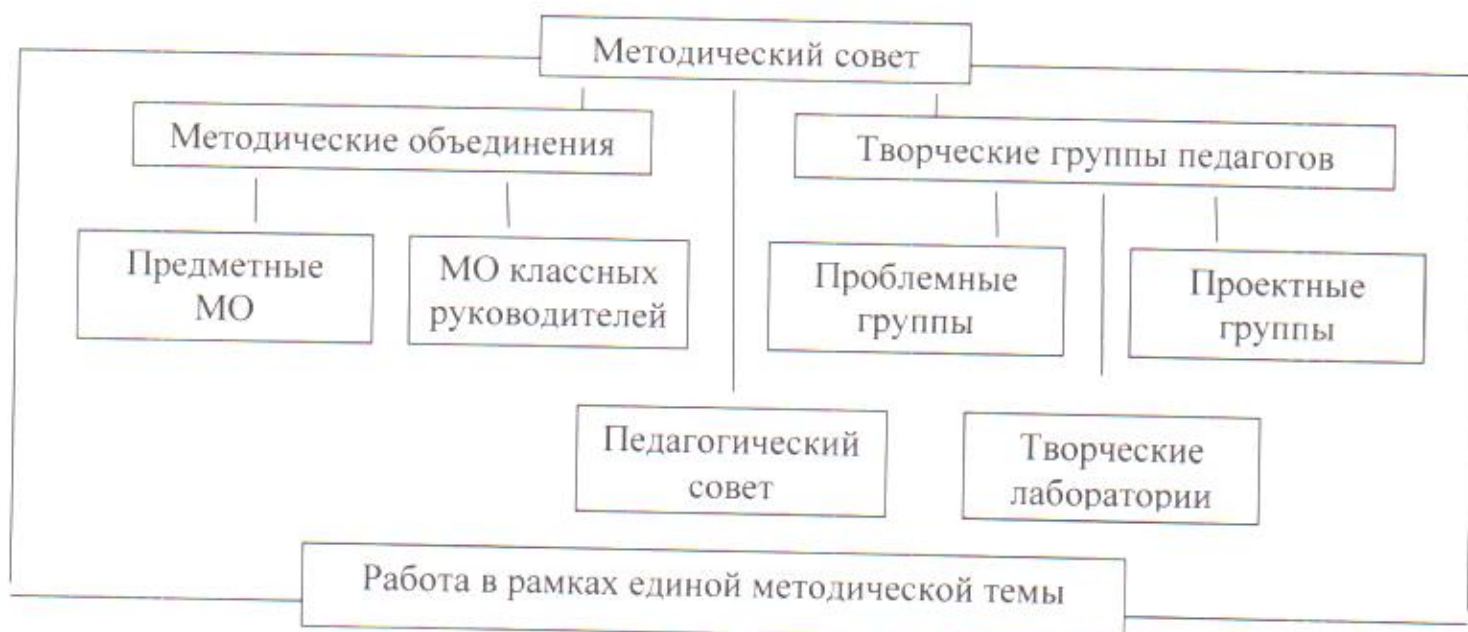 Методический совет
Методические объединения
Творческие группы педагогов
Предметные
МО
МО классных
руководителей
Проблемные
группы
Проектные
группы
Педагогический
совет
Творческие
лаборатории
Работа в рамках единой методической темы